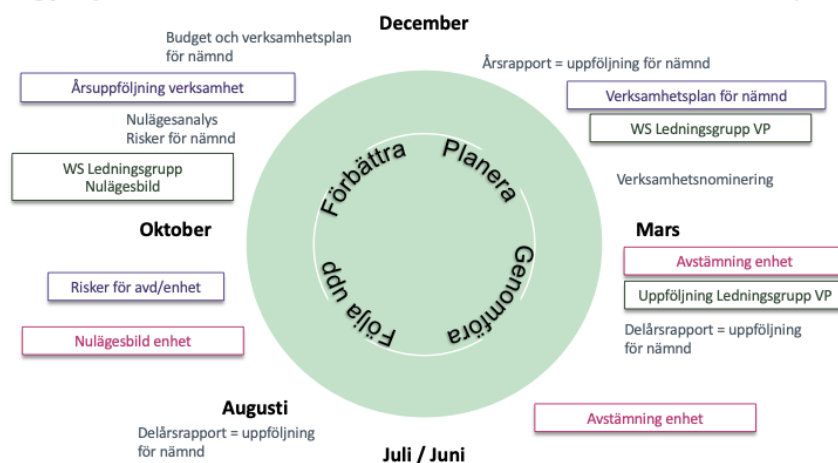 December
Budget och verksamhetsplan
för nämnd
Årsuppföljning verksamhet
Nulägesanalys
Risker för nämnd
WS Ledningsgrupp
Nulägesbild
Oktober
Risker för avd/enhet
Nulägesbild enhet
Augusti
Delårsrapport = uppföljning
för nämnd
Juli / Juni
Årsrapport = uppföljning för nämnd
Verksamhetsplan för nämnd
WS Ledningsgrupp VP
Verksamhetsnominering
Mars
Avstämning enhet
Uppföljning Ledningsgrupp VP
Delårsrapport = uppföljning
för nämnd
Avstämning enhet
Planera
Genomföra
Följa upp
Förbättra